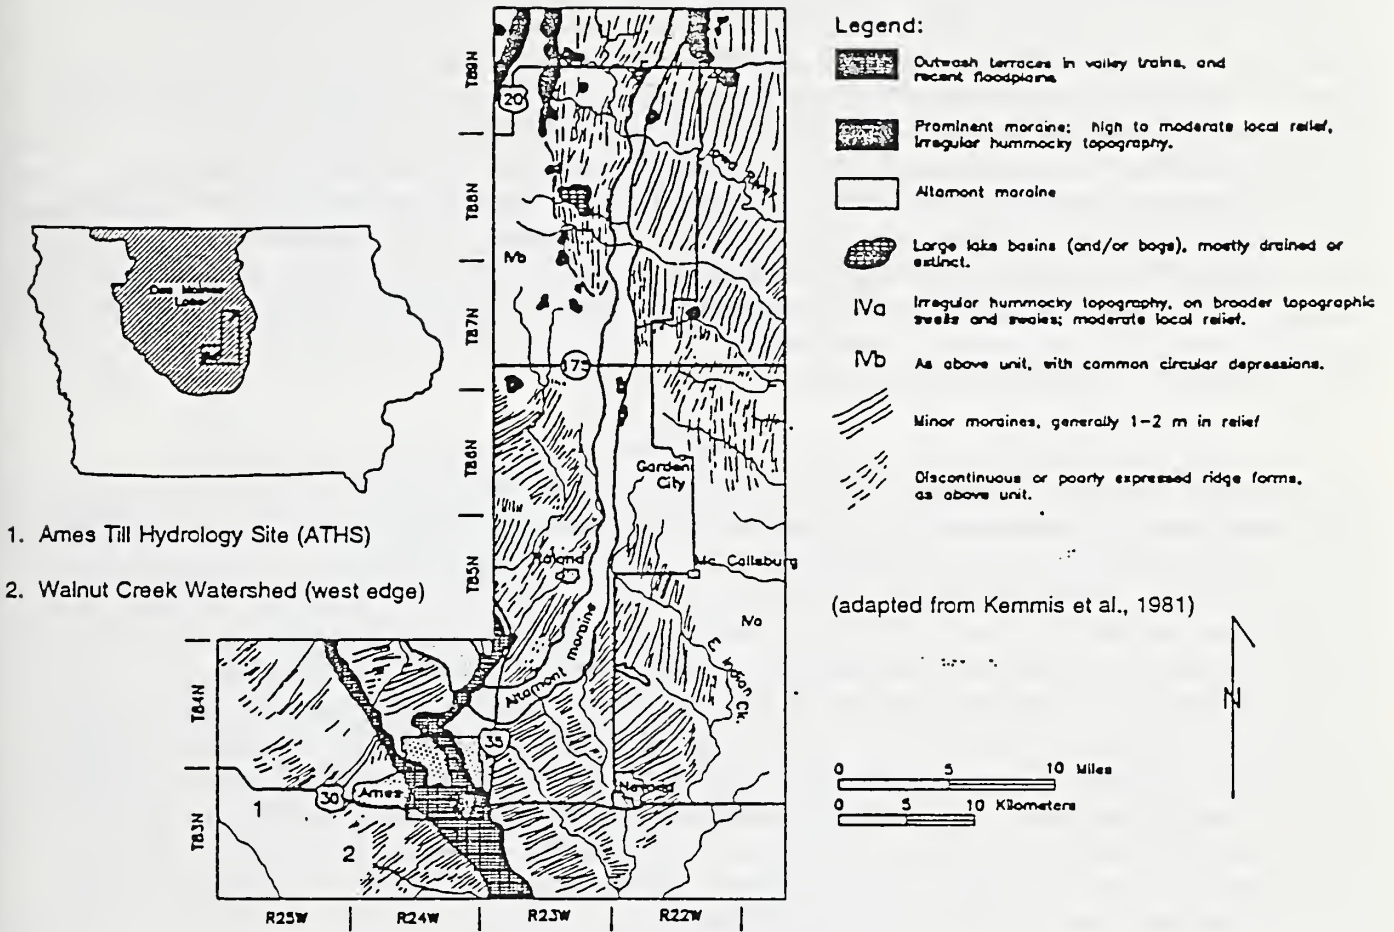 Legend:
Outwash terraces in valley trains, and
recent floodplains
Prominent moraine; high to moderate local relief,
irregular hummocky topography.
Altamont moraine
Large lake basins (and/or bogs), mostly drained or
extinct.
IVa
Irregular hummocky topography, on broader topographic
swells and swales; moderate local relief.
IVb
As above unit, with common circular depressions.
Minor moraines, generally 1-2 m in relief
Discontinuous or poorly expressed ridge forms,
as above unit.
(adapted from Kemmis et al., 1981)
N
0 5 10 Miles
0 5 10 Kilometers
Des Moines
Lobe
1. Ames Till Hydrology Site (ATHS)
2. Walnut Creek Watershed (west edge)
T89N
T88N
T87N
T86N
T85N
T84N
T83N
20
IVb
175
Garden
City
Roland
Mc Callsburg
IVa
Altamont moraine
E. Indian Ck.
35
30
Ames
Nevada
1
2
R25W
R24W
R23W
R22W